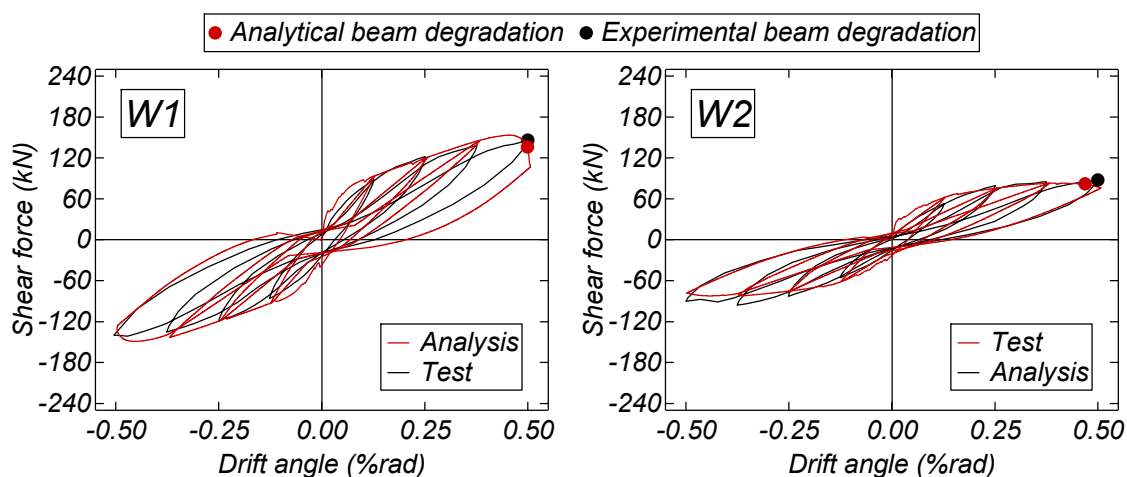 Analytical beam degradation Experimental beam degradation
W1
Shear force (kN)
240
180
120
60
0
-60
-120
-180
-240
Analysis
Test
-0.50 -0.25 0.00 0.25 0.50
Drift angle (%rad)
W2
Shear force (kN)
240
180
120
60
0
-60
-120
-180
-240
Test
Analysis
-0.50 -0.25 0.00 0.25 0.50
Drift angle (%rad)